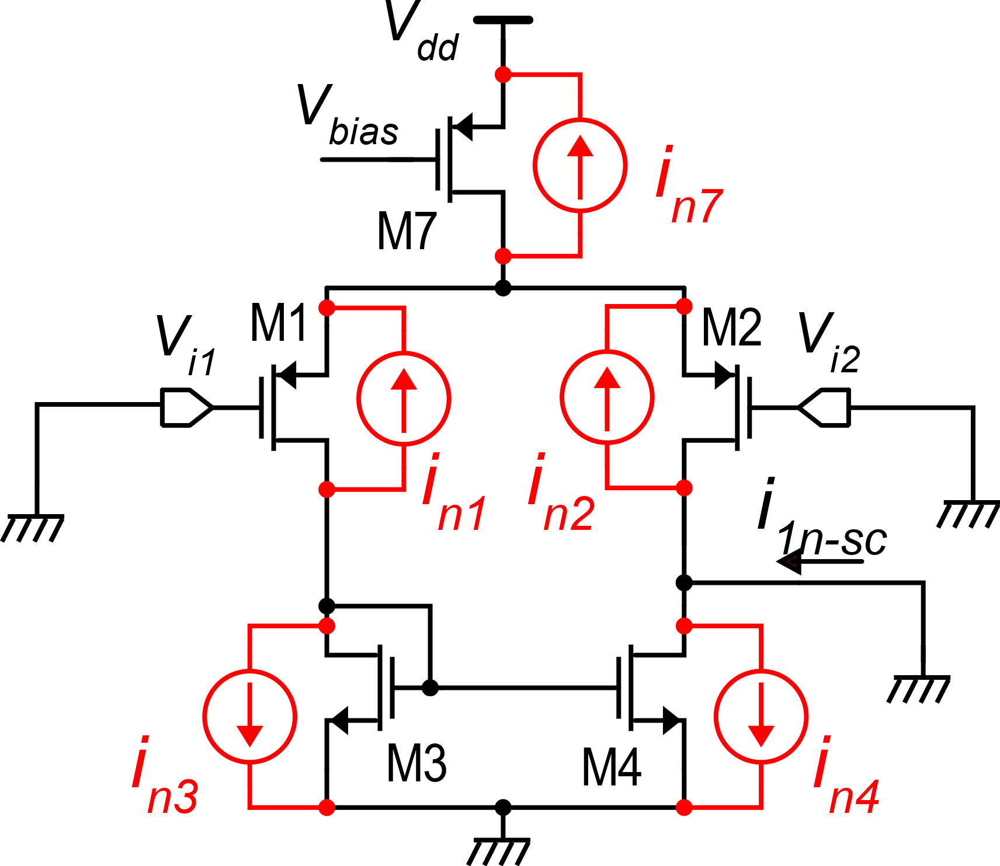 Vdd
Vbias
in7
M7
M1
M2
Vi1
Vi2
in1
in2
i1n-sc
M3
M4
in3
in4